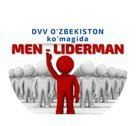 DVV O'ZBEKISTON
ko'magida
MEN - LIDERMAN